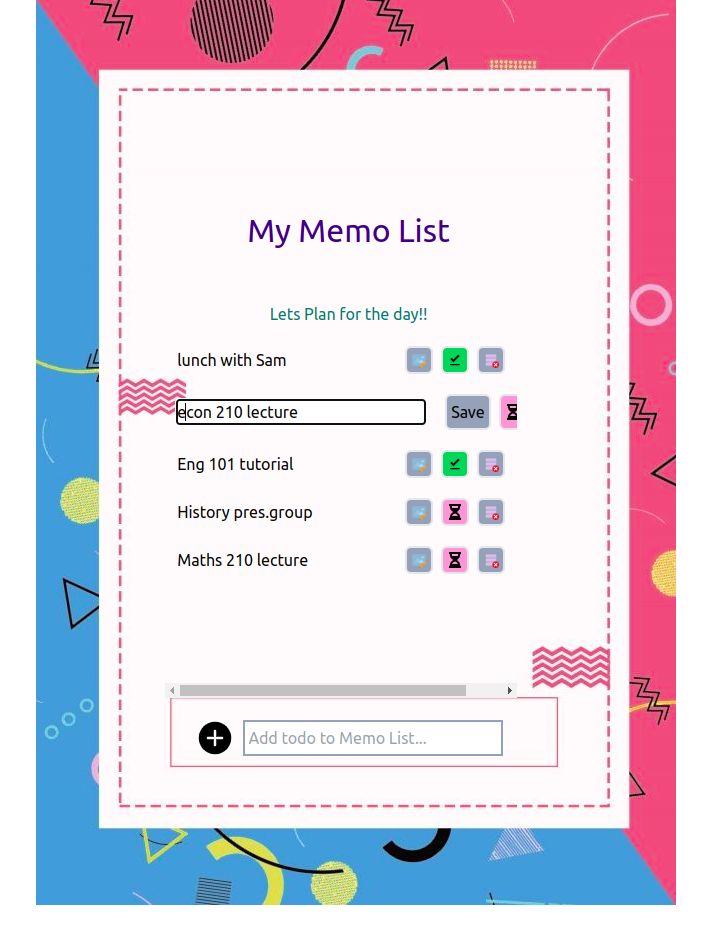 My Memo List
Lets Plan for the day!!
lunch with Sam
econ 210 lecture Save
Eng 101 tutorial
History pres.group
Maths 210 lecture
Add todo to Memo List...